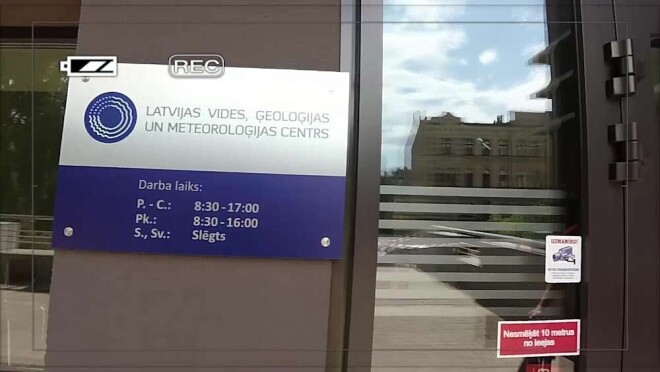 REC
LATVIJAS VIDES, ĢEOLOĢIJAS
UN METEOROLOĢIJAS CENTRS
Darba laiks:
P. - C.: 8:30 - 17:00
Pk.: 8:30 - 16:00
S., Sv.: Slēgts
UZMANĪBU!
Nesmēķēt 10 metrus
no ieejas